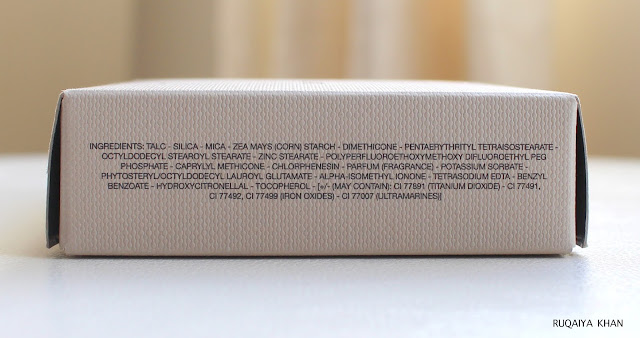 INGREDIENTS: TALC - SILICA - MICA - ZEA MAYS (CORN) STARCH - DIMETHICONE - PENTAERYTHRITYL TETRAISOSTEARATE -
OCTYLDODECYL STEAROYL STEARATE - ZINC STEARATE - POLYPERFLUOROETHOXYMETHOXY DIFLUOROETHYL PEG
PHOSPHATE - CAPRYLYL METHICONE - CHLORPHENESIN - PARFUM (FRAGRANCE) - POTASSIUM SORBATE -
PHYTOSTERYL/OCTYLDODECYL LAUROYL GLUTAMATE - ALPHA-ISOMETHYL IONONE - TETRASODIUM EDTA - BENZYL
BENZOATE - HYDROXYCITRONELLAL - TOCOPHEROL - [+/- (MAY CONTAIN): CI 77891 (TITANIUM DIOXIDE) - CI 77491,
CI 77492, CI 77499 (IRON OXIDES) - CI 77007 (ULTRAMARINES)]
RUQAIYA KHAN